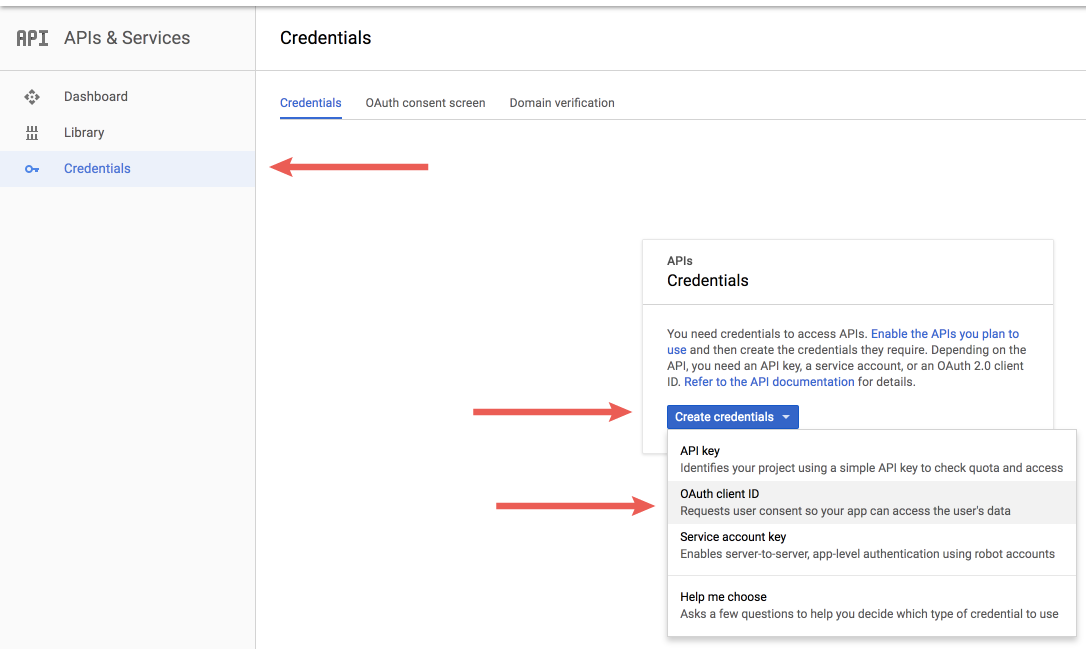 API APIs & Services
Credentials
Dashboard
Library
Credentials
Credentials OAuth consent screen Domain verification
APIs
Credentials
You need credentials to access APIs. Enable the APIs you plan to
use and then create the credentials they require. Depending on the
API, you need an API key, a service account, or an OAuth 2.0 client
ID. Refer to the API documentation for details.
Create credentials
API key
Identifies your project using a simple API key to check quota and access
OAuth client ID
Requests user consent so your app can access the user's data
Service account key
Enables server-to-server, app-level authentication using robot accounts
Help me choose
Asks a few questions to help you decide which type of credential to use